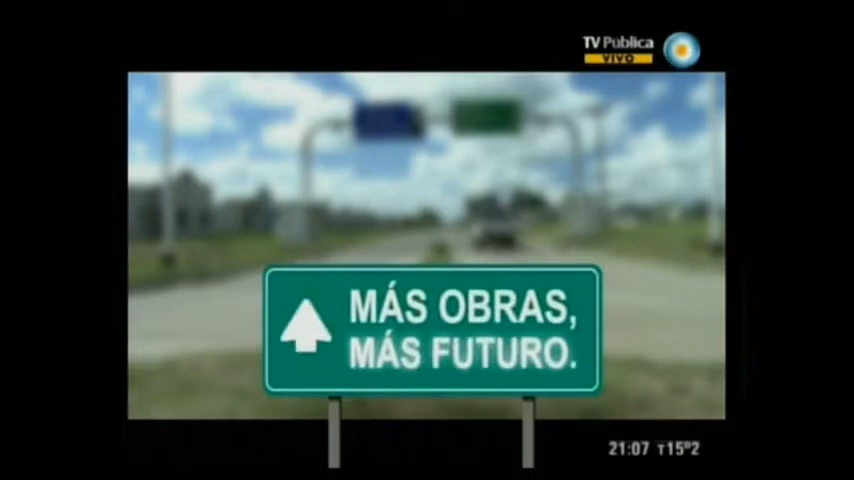 TV Pública
VIVO
MÁS OBRAS,
MÁS FUTURO.
21:07 T15º2